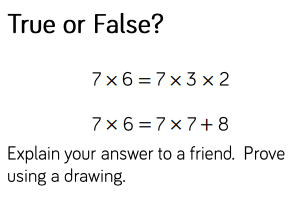 True or False?
7 × 6 = 7 × 3 × 2
7 × 6 = 7 × 7 + 8
Explain your answer to a friend. Prove
using a drawing.